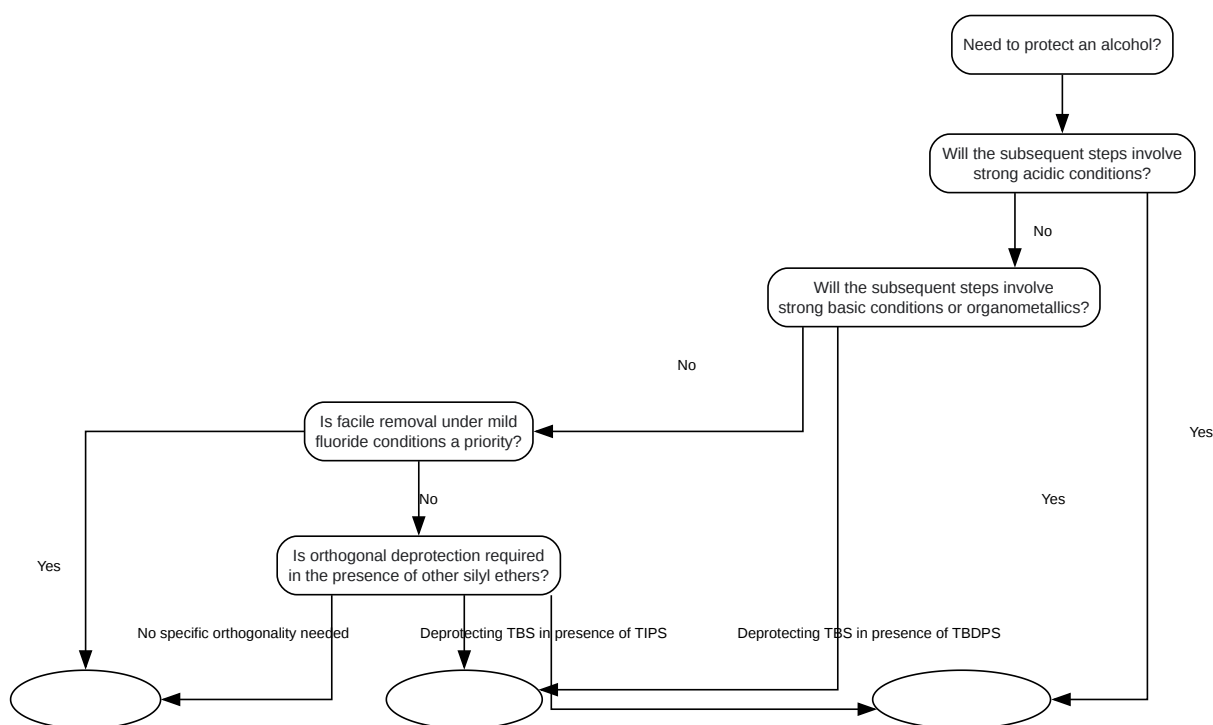 Need to protect an alcohol?
Will the subsequent steps involve
strong acidic conditions?
No
Will the subsequent steps involve
strong basic conditions or organometallics?
No
Is facile removal under mild
fluoride conditions a priority?
Yes
No
Yes
Is orthogonal deprotection required
in the presence of other silyl ethers?
Yes
No specific orthogonality needed
Deprotecting TBS in presence of TIPS
Deprotecting TBS in presence of TBDPS